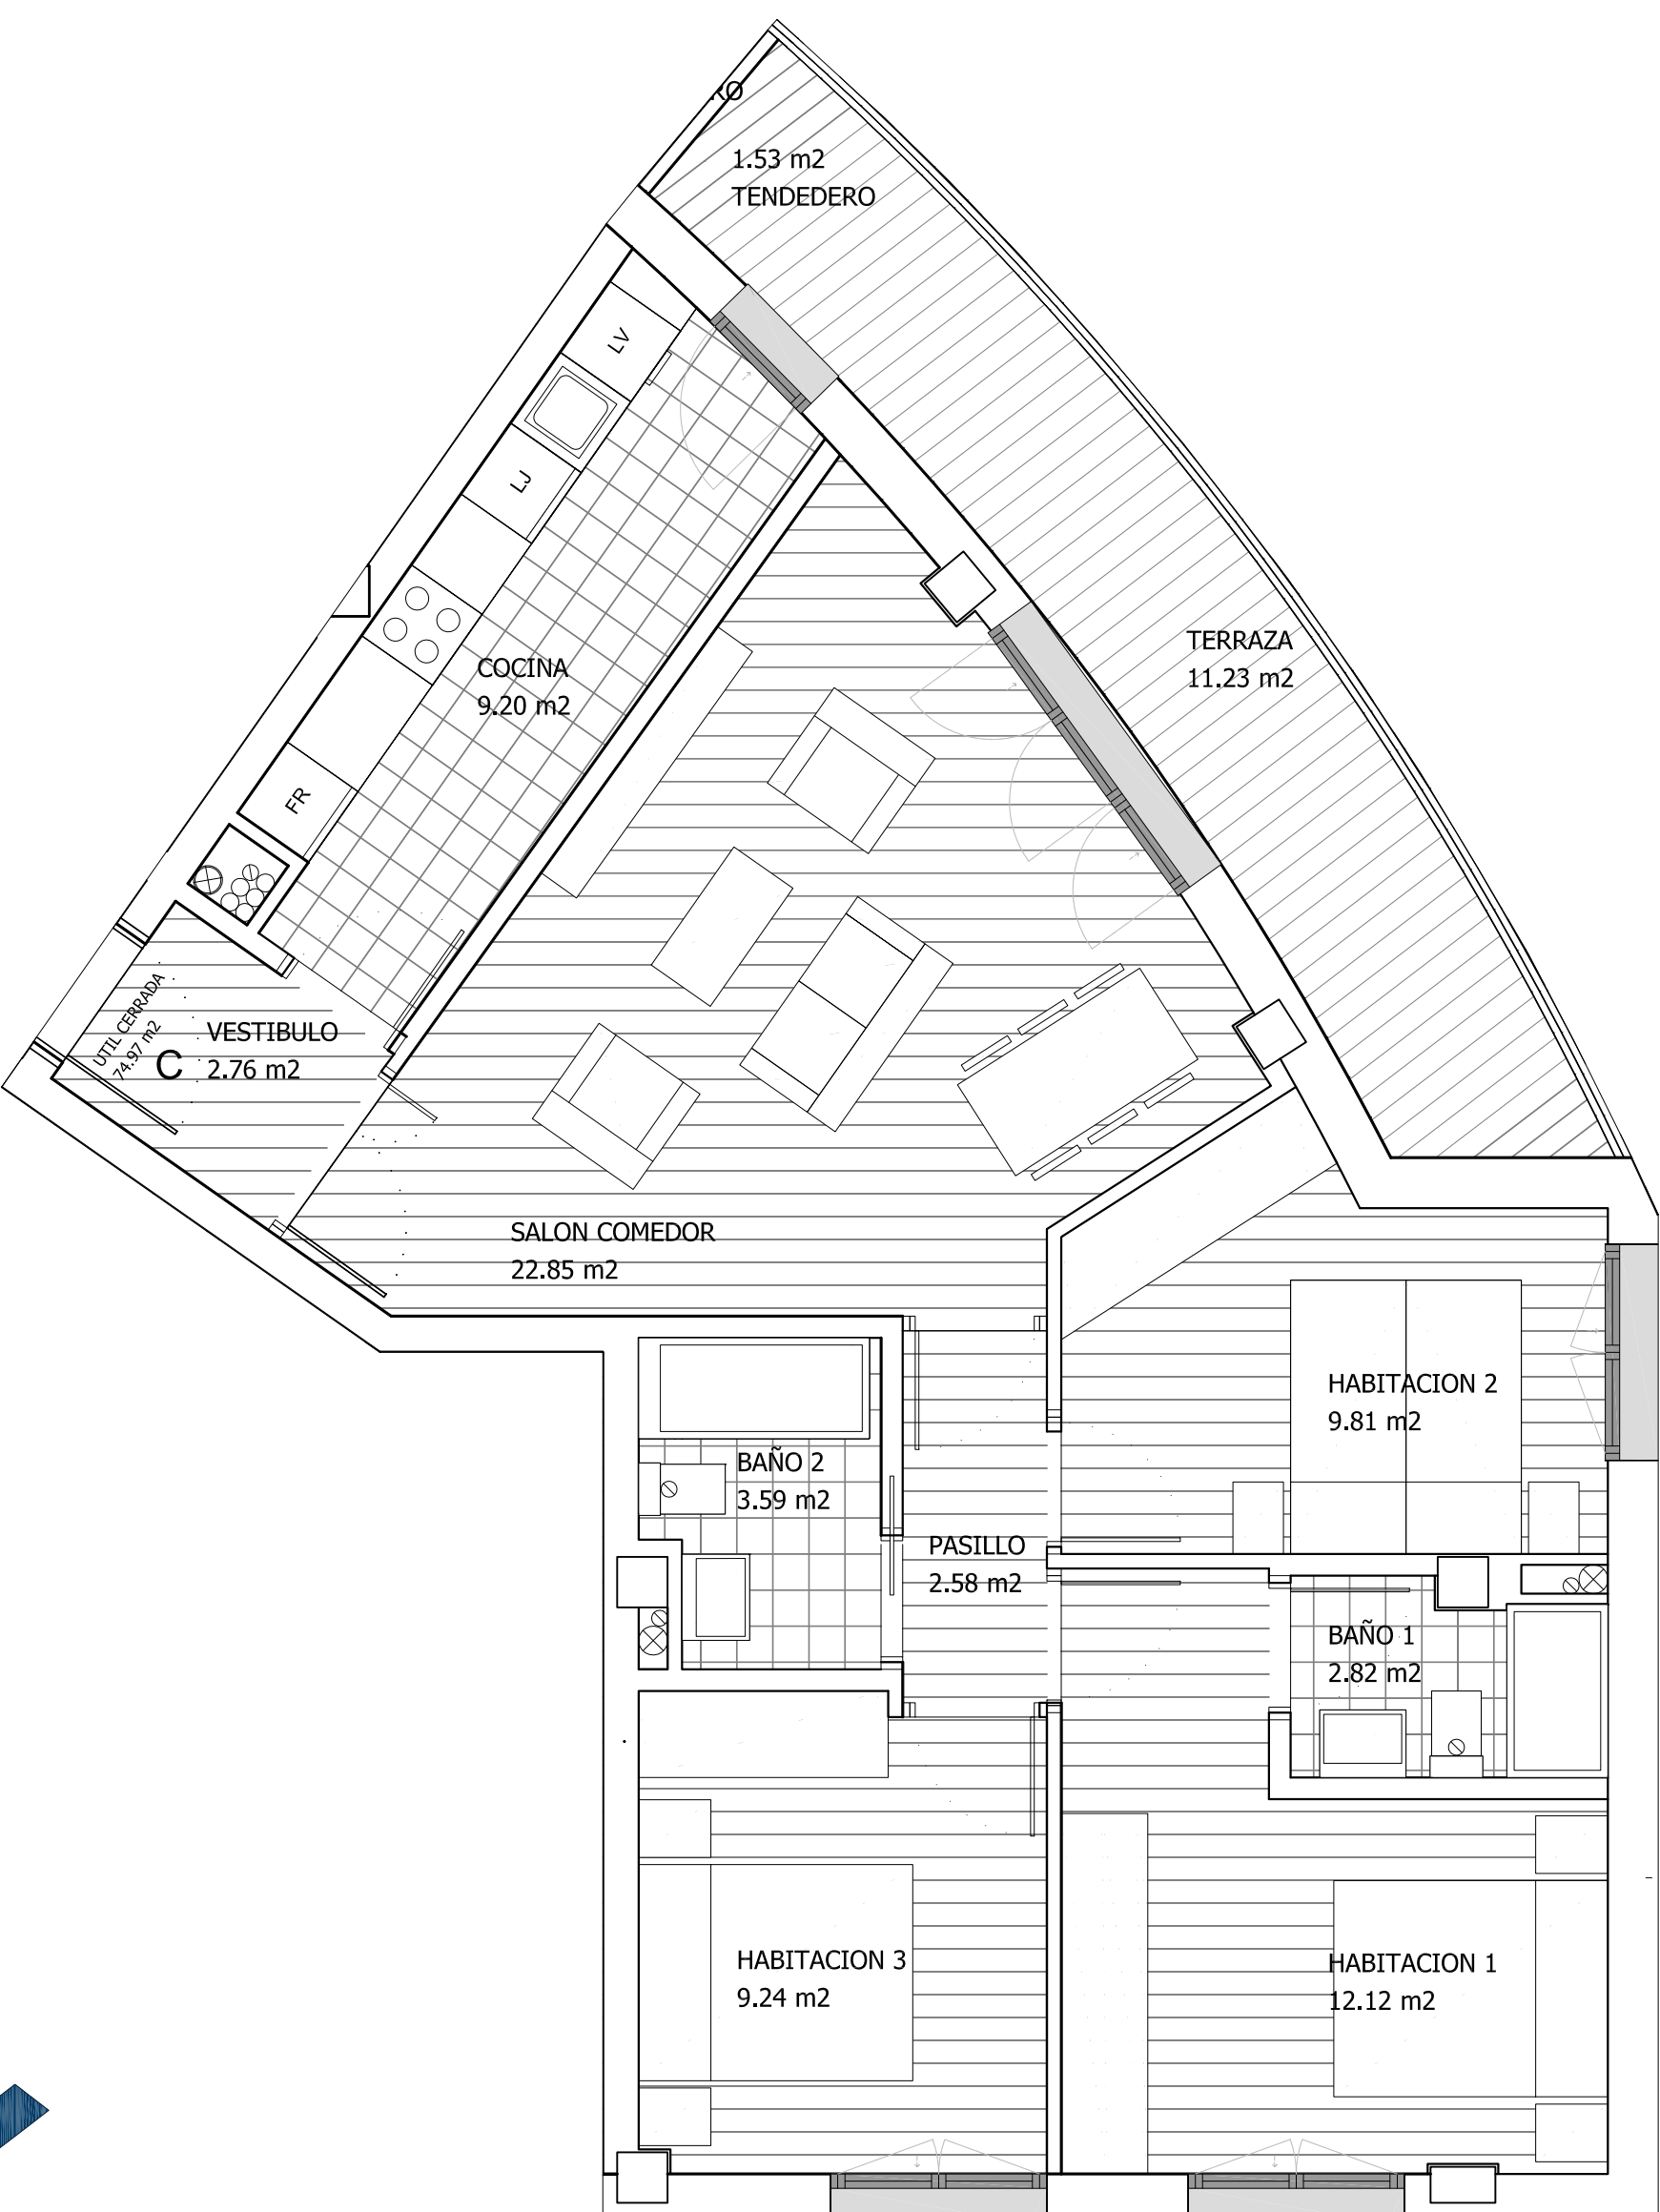 RO
1.53 m2
TENDEDERO
LV
LJ
TERRAZA
11.23 m2
COCINA
9.20 m2
FR
UTIL CERRADA
74.97 m2
C
VESTIBULO
2.76 m2
SALON COMEDOR
22.85 m2
HABITACION 2
9.81 m2
BAÑO 2
3.59 m2
PASILLO
2.58 m2
BAÑO 1
2.82 m2
HABITACION 3
9.24 m2
HABITACION 1
12.12 m2